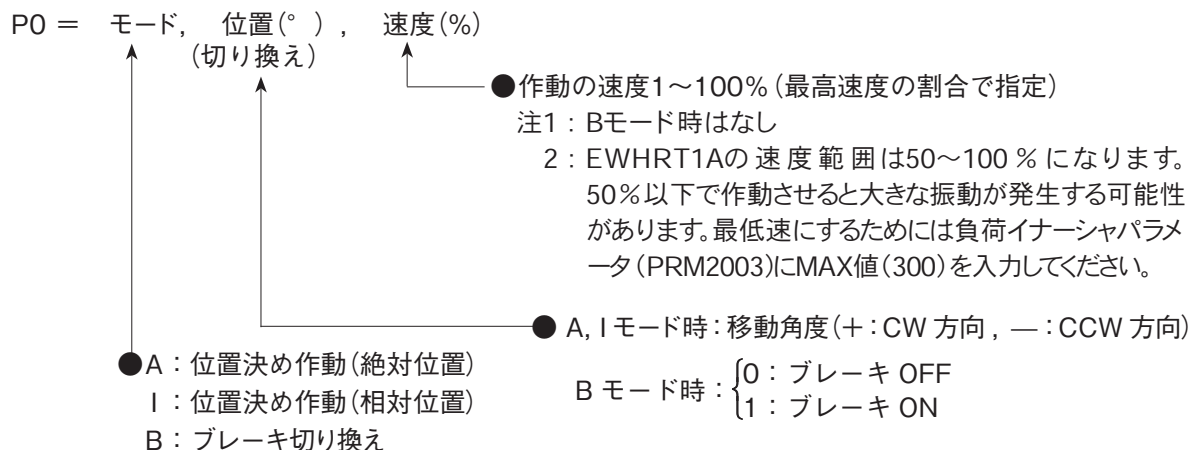 P0 = モード, 位置(°), 速度(%)
(切り換え)
●作動の速度1～100%(最高速度の割合で指定)
注1:Bモード時はなし
2:EWHRT1Aの速度範囲は50～100%になります。
50%以下で作動させると大きな振動が発生する可能性
があります。最低速にするためには負荷イナーシャパラメ
ータ(PRM2003)にMAX値(300)を入力してください。
●A, Iモード時:移動角度(+:CW方向, —:CCW方向)
●A:位置決め作動(絶対位置)
I:位置決め作動(相対位置)
B:ブレーキ切り換え
Bモード時:
0:ブレーキ OFF
1:ブレーキ ON